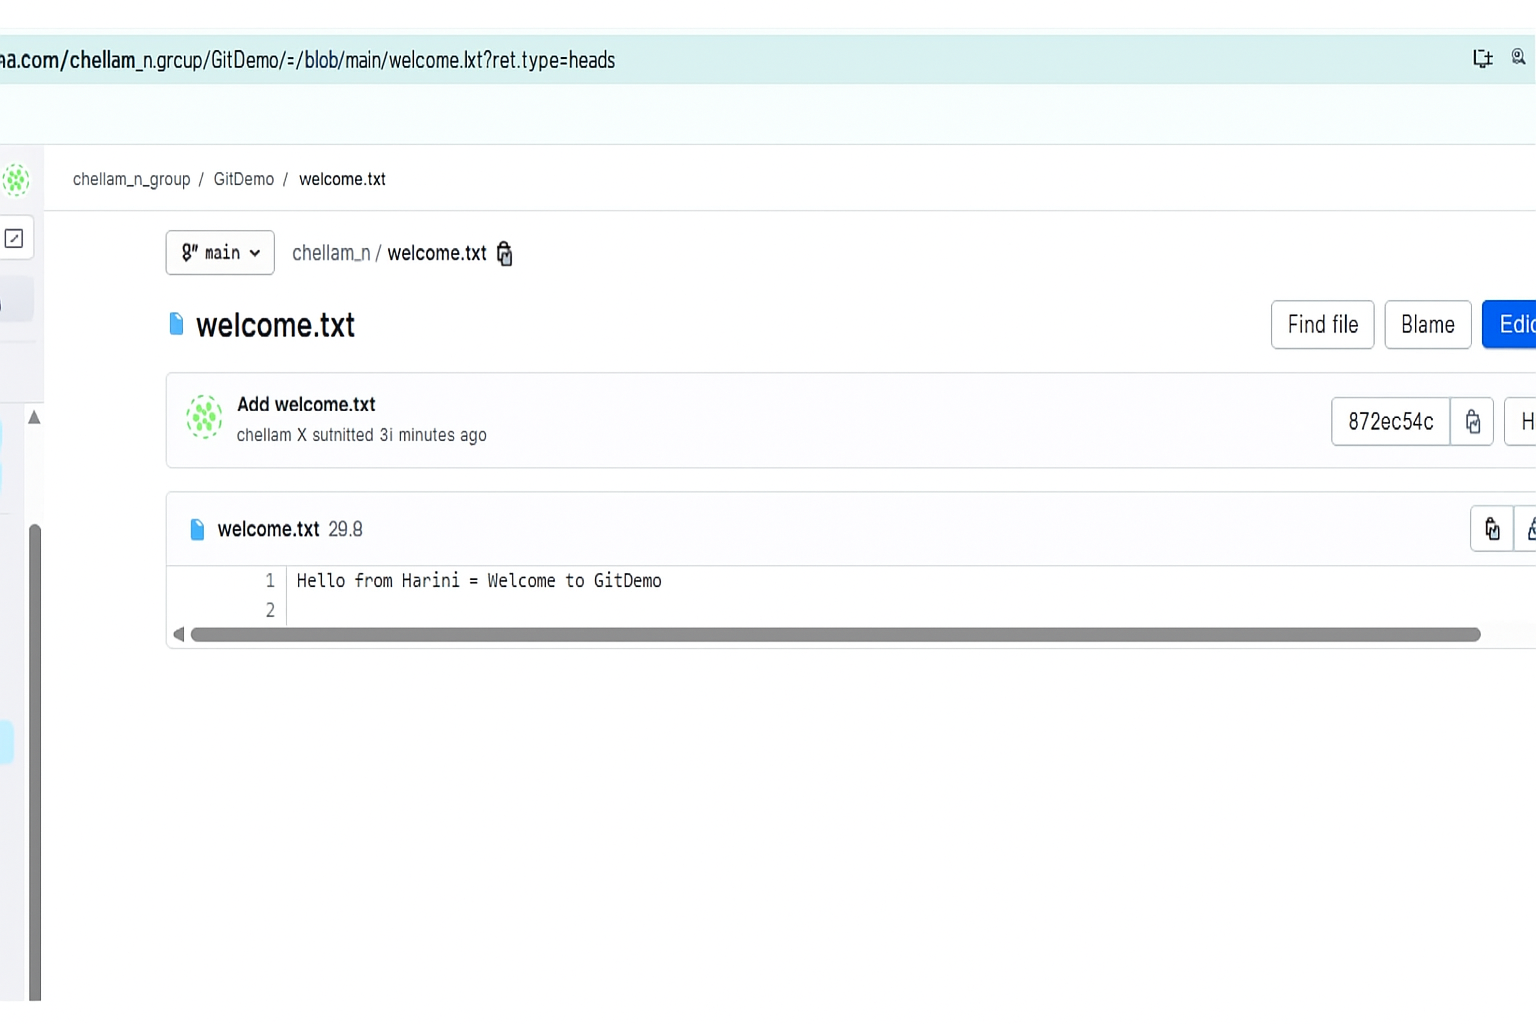 aa.com/chellam_n.grcup/GitDemo/=/blob/main/welcome.lxt?ret.type=heads
chellam_n_group / GitDemo / welcome.txt
main chellam_n / welcome.txt
welcome.txt Find file Blame Edic
Add welcome.txt
chellam X sutnitted 3i minutes ago
872ec54c H
welcome.txt 29.8
1 Hello from Harini = Welcome to GitDemo
2